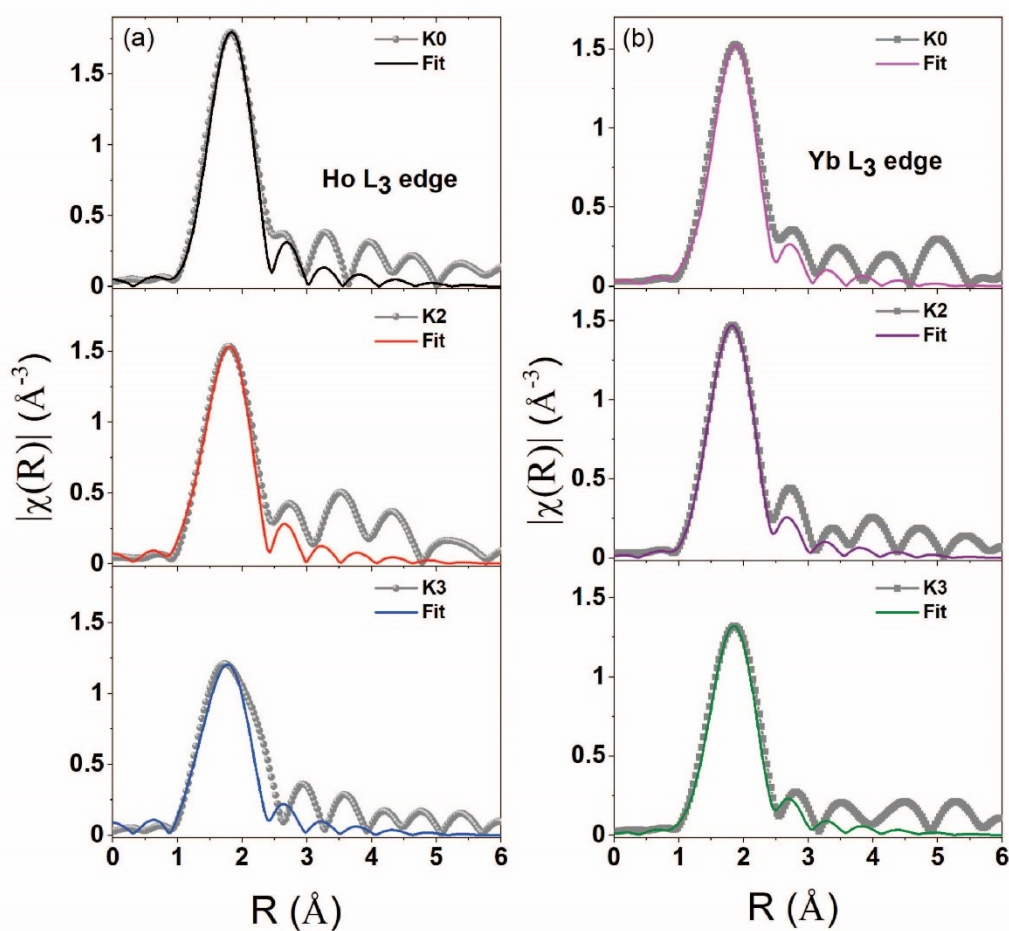 (a)
K0
Fit
Ho L3 edge
1.5
1
0.5
0
K2
Fit
1.5
1
0.5
0
K3
Fit
1.5
1
0.5
0
0 1 2 3 4 5 6
|χ(R)| (Å-3)
R (Å)
(b)
K0
Fit
Yb L3 edge
1.5
1
0.5
0
K2
Fit
1.5
1
0.5
0
K3
Fit
1.5
1
0.5
0
0 1 2 3 4 5 6
|χ(R)| (Å-3)
R (Å)